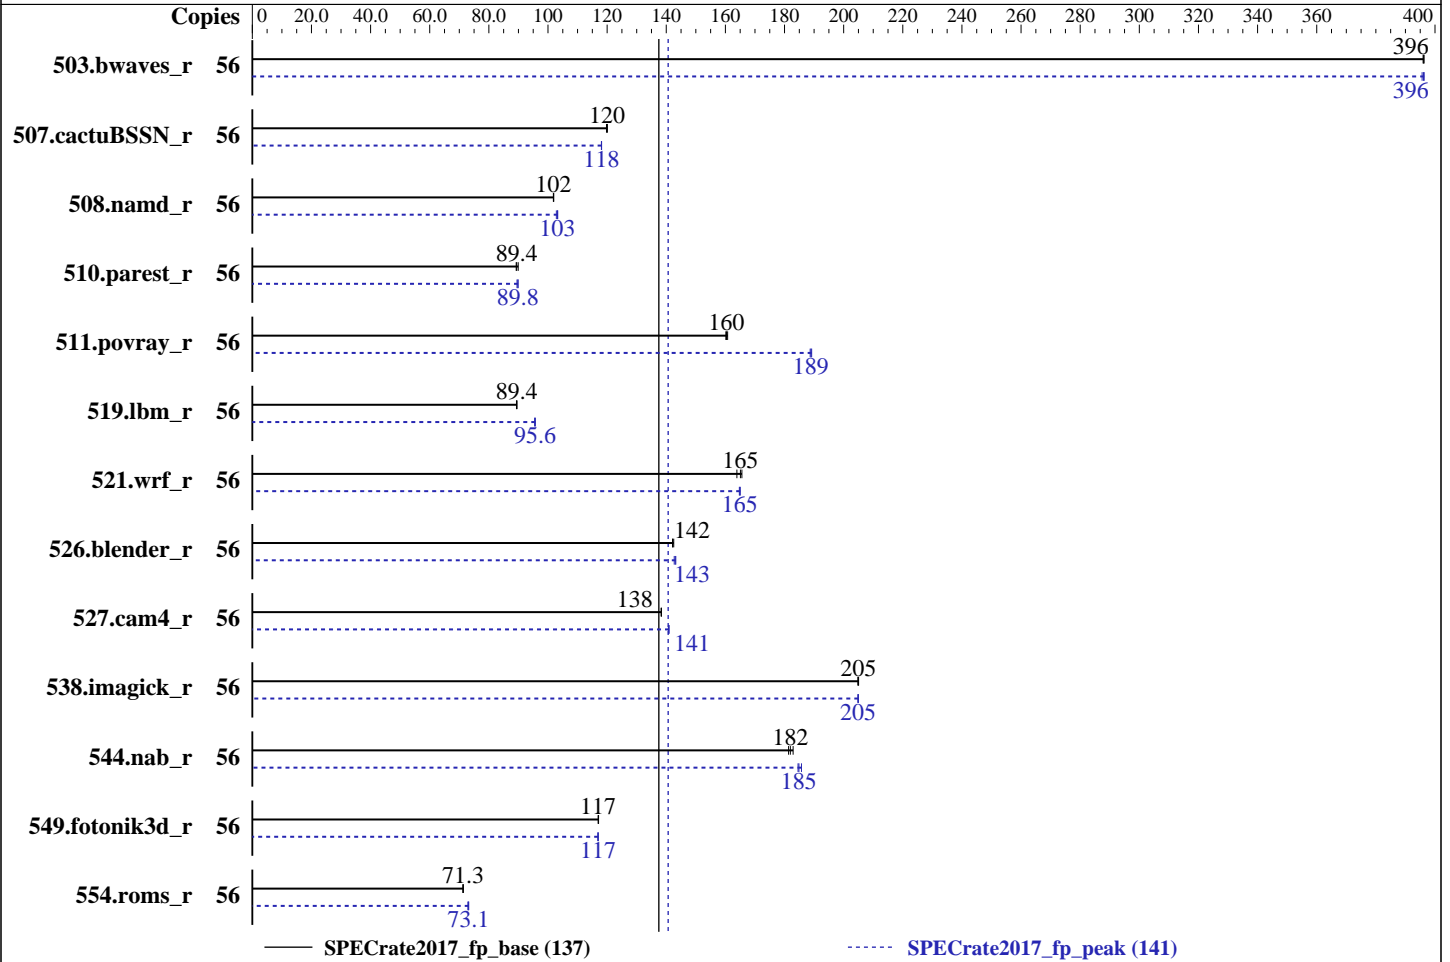 Copies 0 20.0 40.0 60.0 80.0 100 120 140 160 180 200 220 240 260 280 300 320 340 360 400
396
503.bwaves_r 56
396
120
507.cactuBSSN_r 56
118
102
508.namd_r 56
103
89.4
510.parest_r 56
89.8
160
511.povray_r 56
189
89.4
519.lbm_r 56
95.6
165
521.wrf_r 56
165
142
526.blender_r 56
143
138
527.cam4_r 56
141
205
538.imagick_r 56
205
182
544.nab_r 56
185
117
549.fotonik3d_r 56
117
71.3
554.roms_r 56
73.1
SPECrate2017_fp_base (137) SPECrate2017_fp_peak (141)